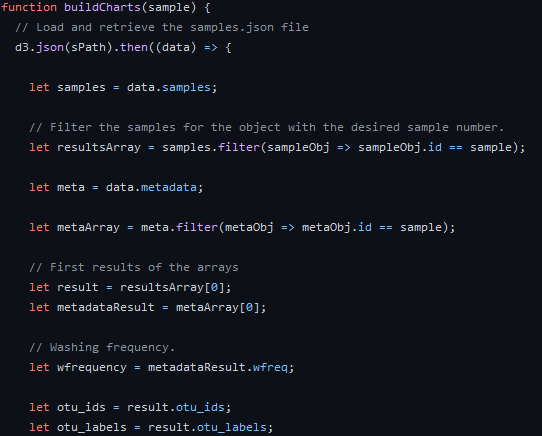 function buildCharts(sample) {
  // Load and retrieve the samples.json file
  d3.json(sPath).then((data) => {

    let samples = data.samples;

    // Filter the samples for the object with the desired sample number.
    let resultsArray = samples.filter(sampleObj => sampleObj.id == sample);

    let meta = data.metadata;

    let metaArray = meta.filter(metaObj => metaObj.id == sample);

    // First results of the arrays
    let result = resultsArray[0];
    let metadataResult = metaArray[0];

    // Washing frequency.
    let wfrequency = metadataResult.wfreq;

    let otu_ids = result.otu_ids;
    let otu_labels = result.otu_labels;